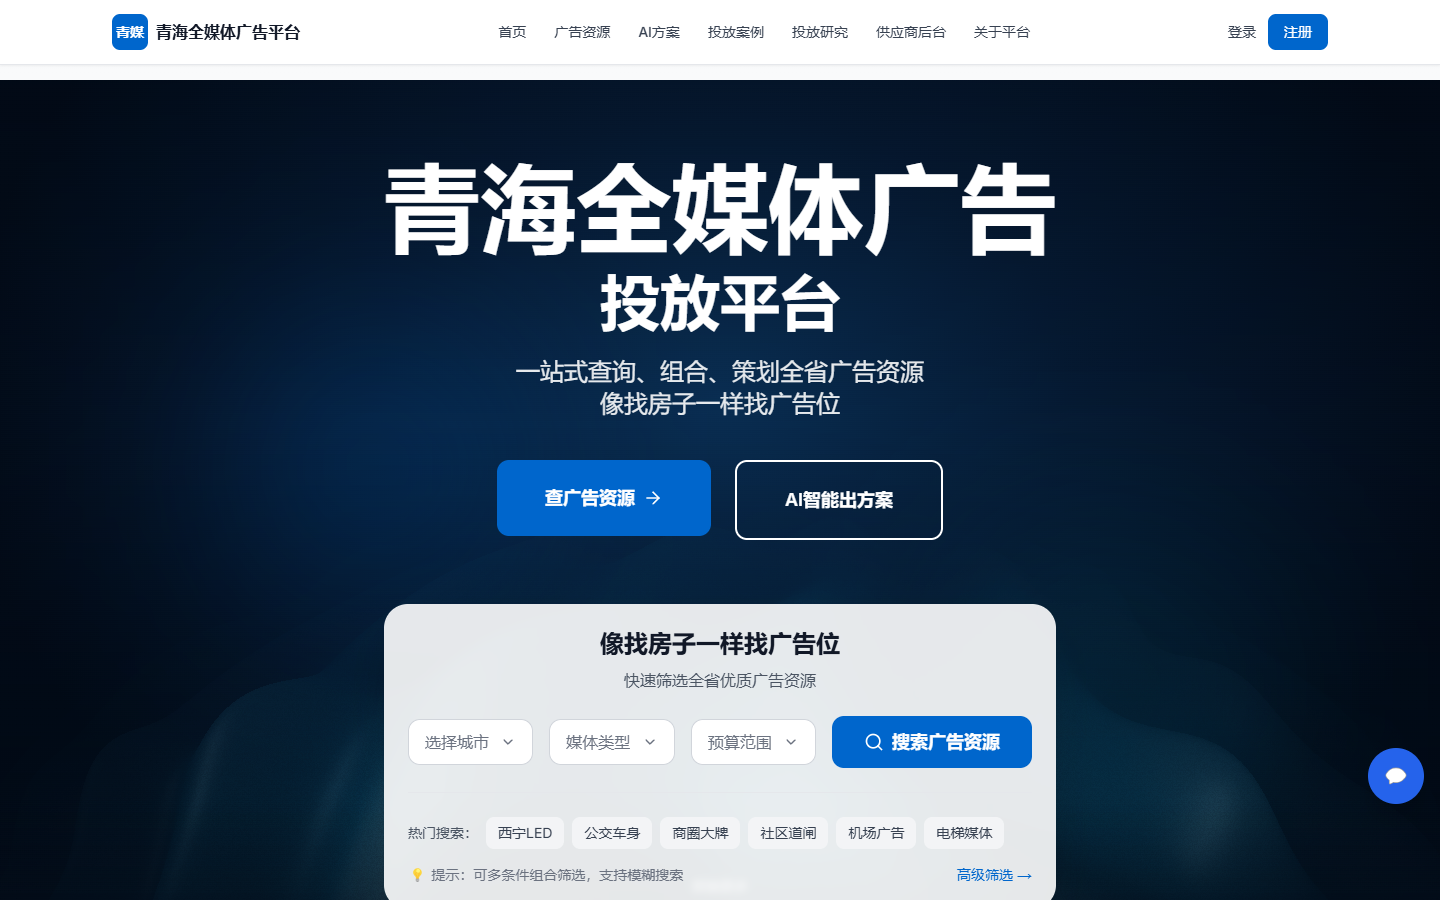 青媒 青海全媒体广告平台 首页 广告资源 AI方案 投放案例 投放研究 供应商后台 关于平台 登录 注册
青海全媒体广告
投放平台
一站式查询、组合、策划全省广告资源
像找房子一样找广告位
查广告资源 → AI智能出方案
像找房子一样找广告位
快速筛选全省优质广告资源
选择城市 媒体类型 预算范围 搜索广告资源
热门搜索： 西宁LED 公交车身 商圈大牌 社区道闸 机场广告 电梯媒体
💡 提示：可多条件组合筛选，支持模糊搜索 高级筛选 →